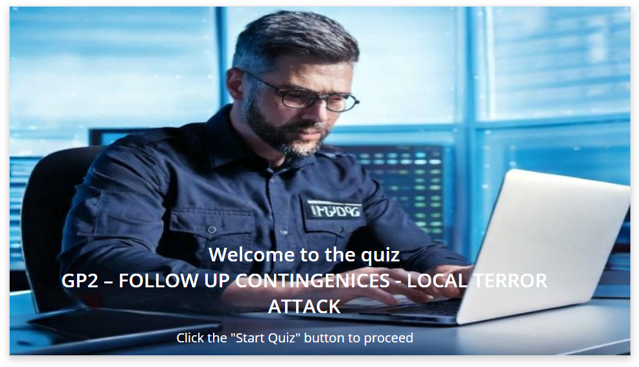 Welcome to the quiz
GP2 – FOLLOW UP CONTINGENICES - LOCAL TERROR
ATTACK
Click the "Start Quiz" button to proceed